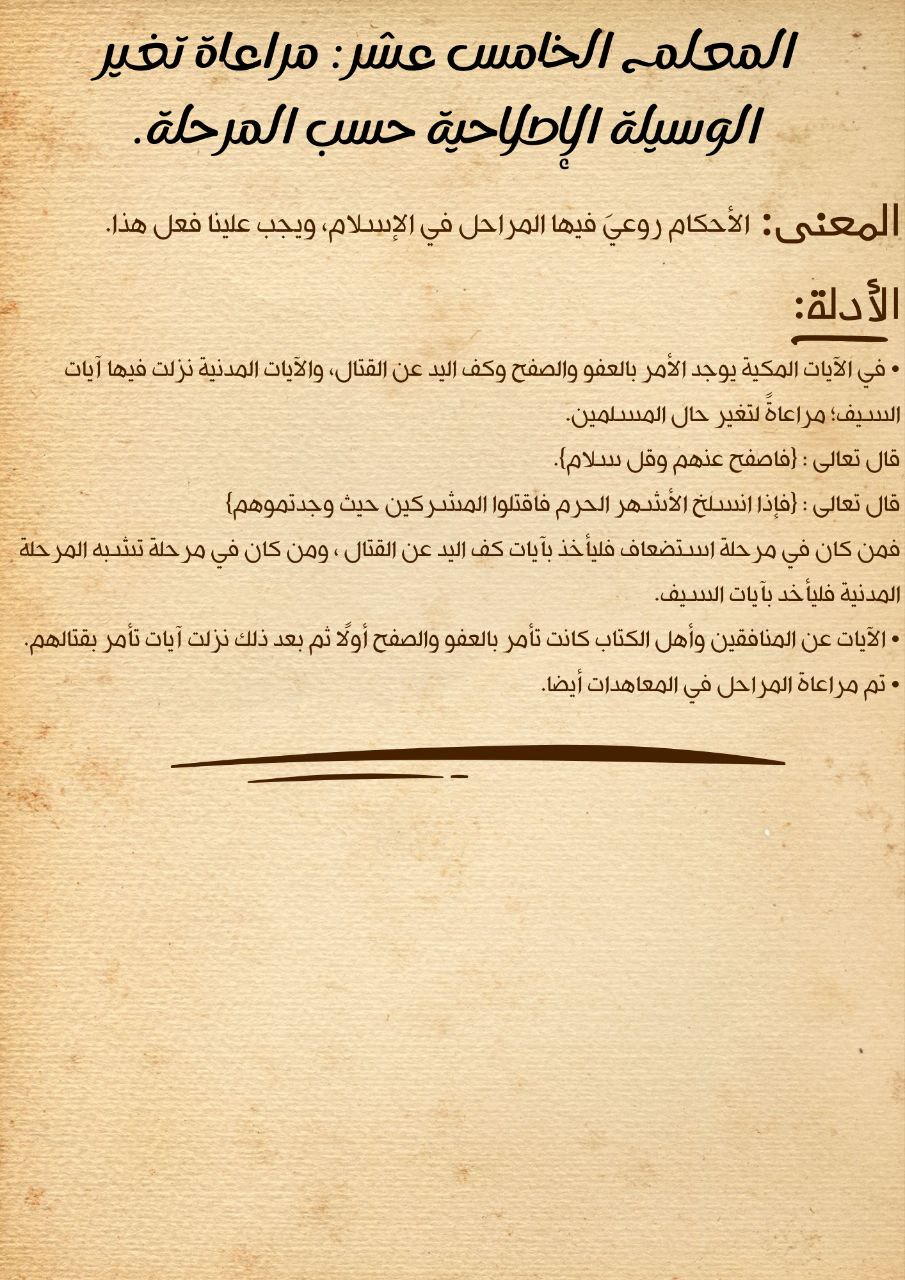 المعلم الخامس عشر: مراعاة تغير
الوسيلة الإصلاحية حسب المرحلة.
المعنى: الأحكام روعيَ فيها المراحل في الإسلام، ويجب علينا فعل هذا.
الأدلة:
• في الآيات المكية يوجد الأمر بالعفو والصفح وكف اليد عن القتال، والآيات المدنية نزلت فيها آيات
السيف؛ مراعاةً لتغير حال المسلمين.
قال تعالى : {فاصفح عنهم وقل سلام}.
قال تعالى : {فإذا انسلخ الأشهر الحرم فاقتلوا المشركين حيث وجدتموهم}
فمن كان في مرحلة استضعاف فليأخذ بآيات كف اليد عن القتال ، ومن كان في مرحلة تشبه المرحلة
المدنية فليأخد بآيات السيف.
• الآيات عن المنافقين وأهل الكتاب كانت تأمر بالعفو والصفح أولًا ثم بعد ذلك نزلت آيات تأمر بقتالهم.
• تم مراعاة المراحل في المعاهدات أيضا.